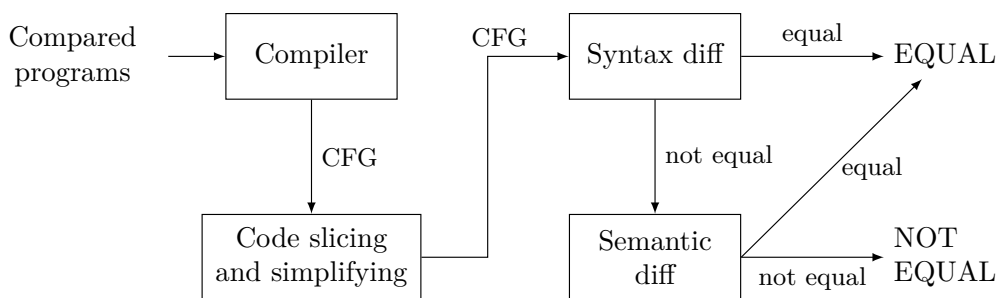 Compared
programs
Compiler
CFG
Code slicing
and simplifying
CFG
Syntax diff
equal
EQUAL
not equal
Semantic
diff
equal
not equal
NOT
EQUAL